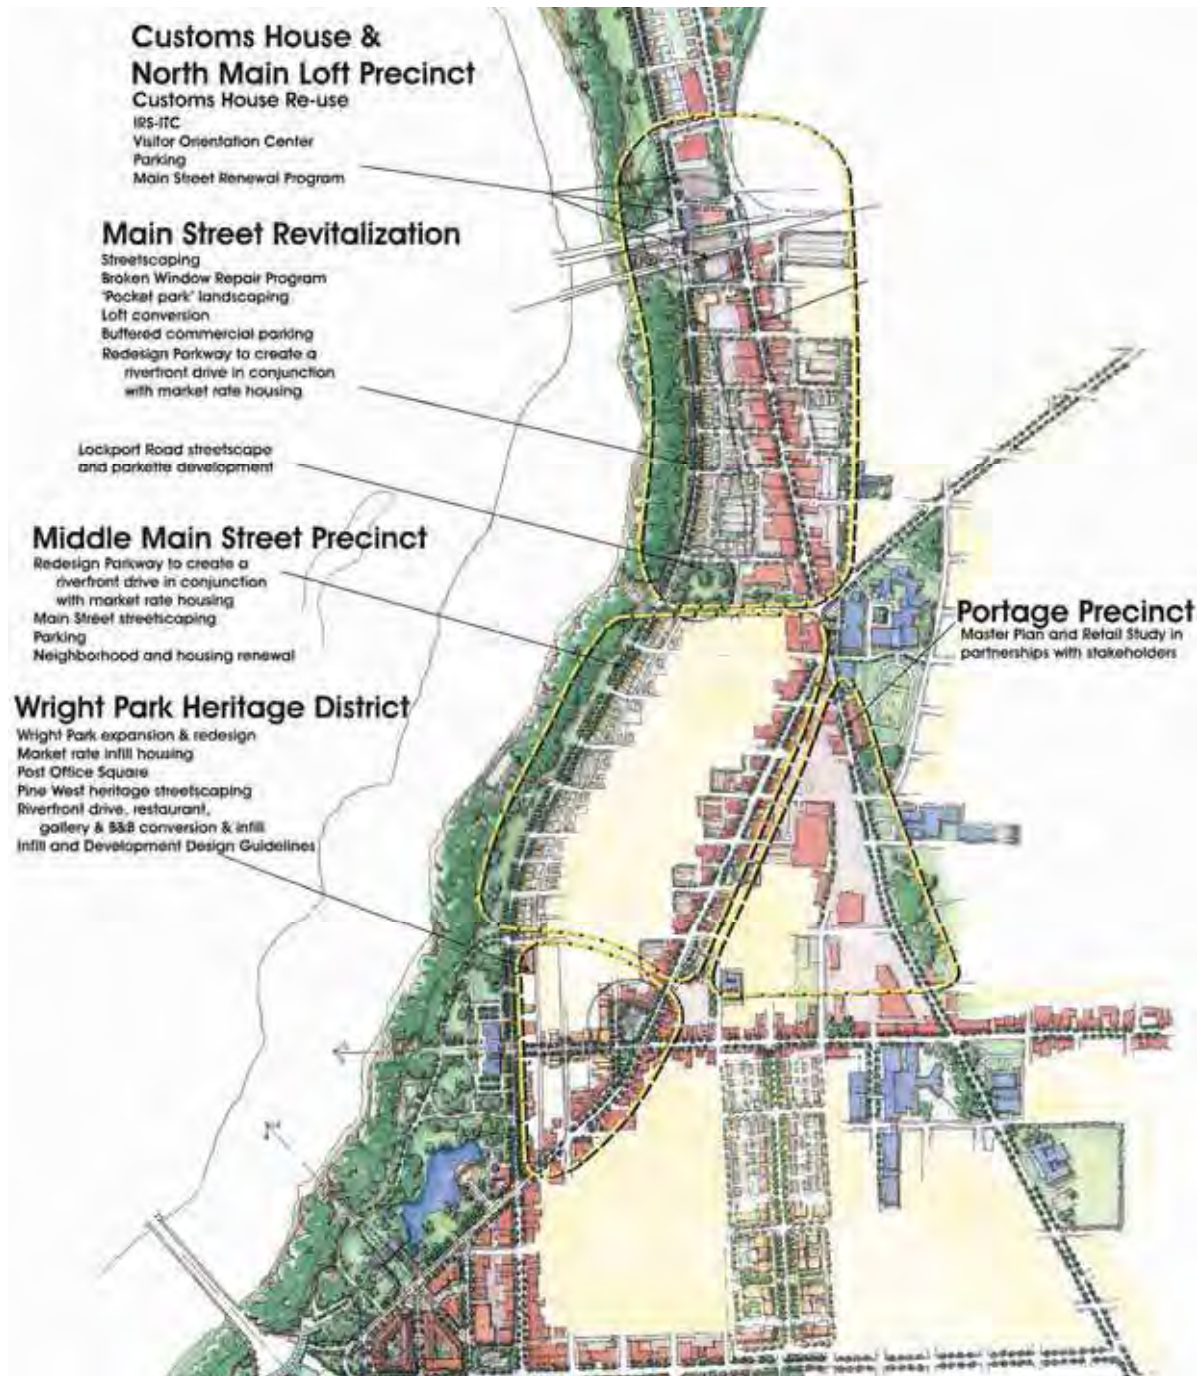 Customs House &
North Main Loft Precinct
Customs House Re-use
IRS-ITC
Visitor Orientation Center
Parking
Main Street Renewal Program
Main Street Revitalization
Streetscaping
Broken Window Repair Program
'Pocket park' landscaping
Loft conversion
Buffered commercial parking
Redesign Parkway to create a
riverfront drive in conjunction
with market rate housing
Lockport Road streetscape
and parkette development
Middle Main Street Precinct
Redesign Parkway to create a
riverfront drive in conjunction
with market rate housing
Main Street streetscaping
Parking
Neighborhood and housing renewal
Portage Precinct
Master Plan and Retail Study in
partnerships with stakeholders
Wright Park Heritage District
Wright Park expansion & redesign
Market rate infill housing
Post Office Square
Pine West heritage streetscaping
Riverfront drive, restaurant,
gallery & B&B conversion & infill
Infill and Development Design Guidelines